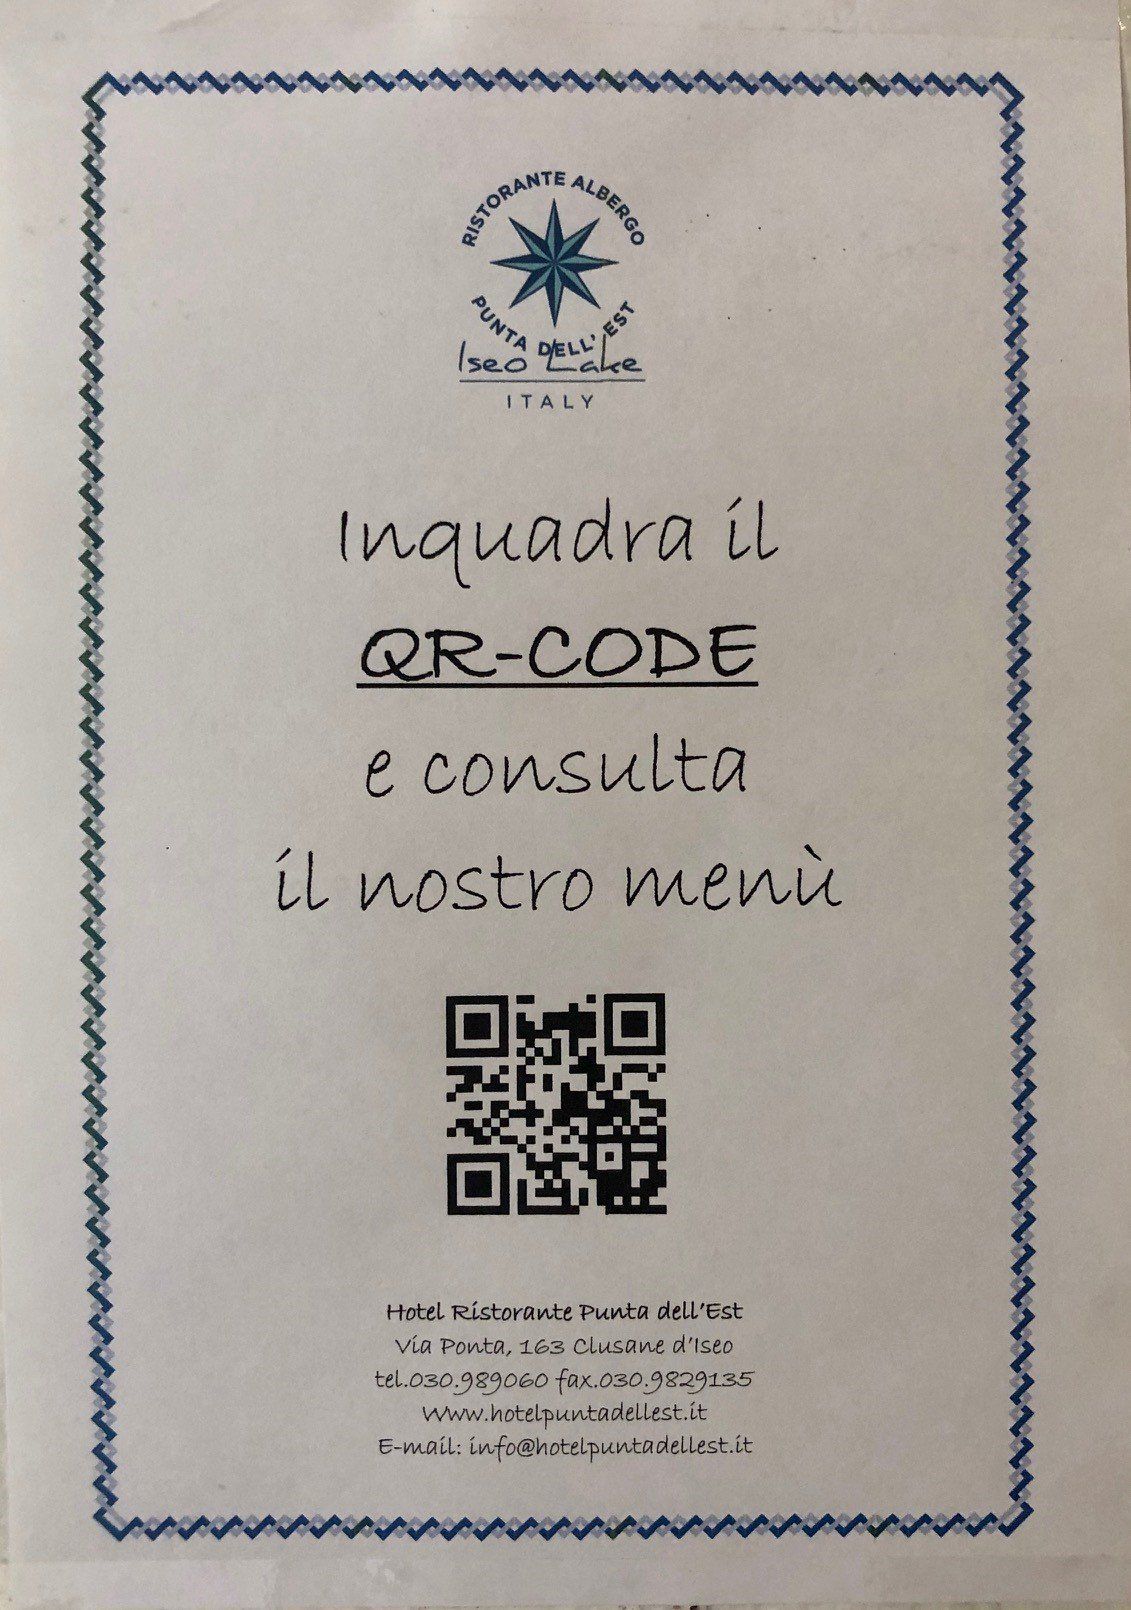 RISTORANTE ALBERGO
PUNTA DELL' EST
Iseo Lake
ITALY
Inquadra il
QR-CODE
e consulta
il nostro menù
Hotel Ristorante Punta dell'Est
Via Ponta, 163 Clusane d'Iseo
tel.030.989060 fax.030.9829135
Www.hotelpuntadellest.it
E-mail: info@hotelpuntadellest.it